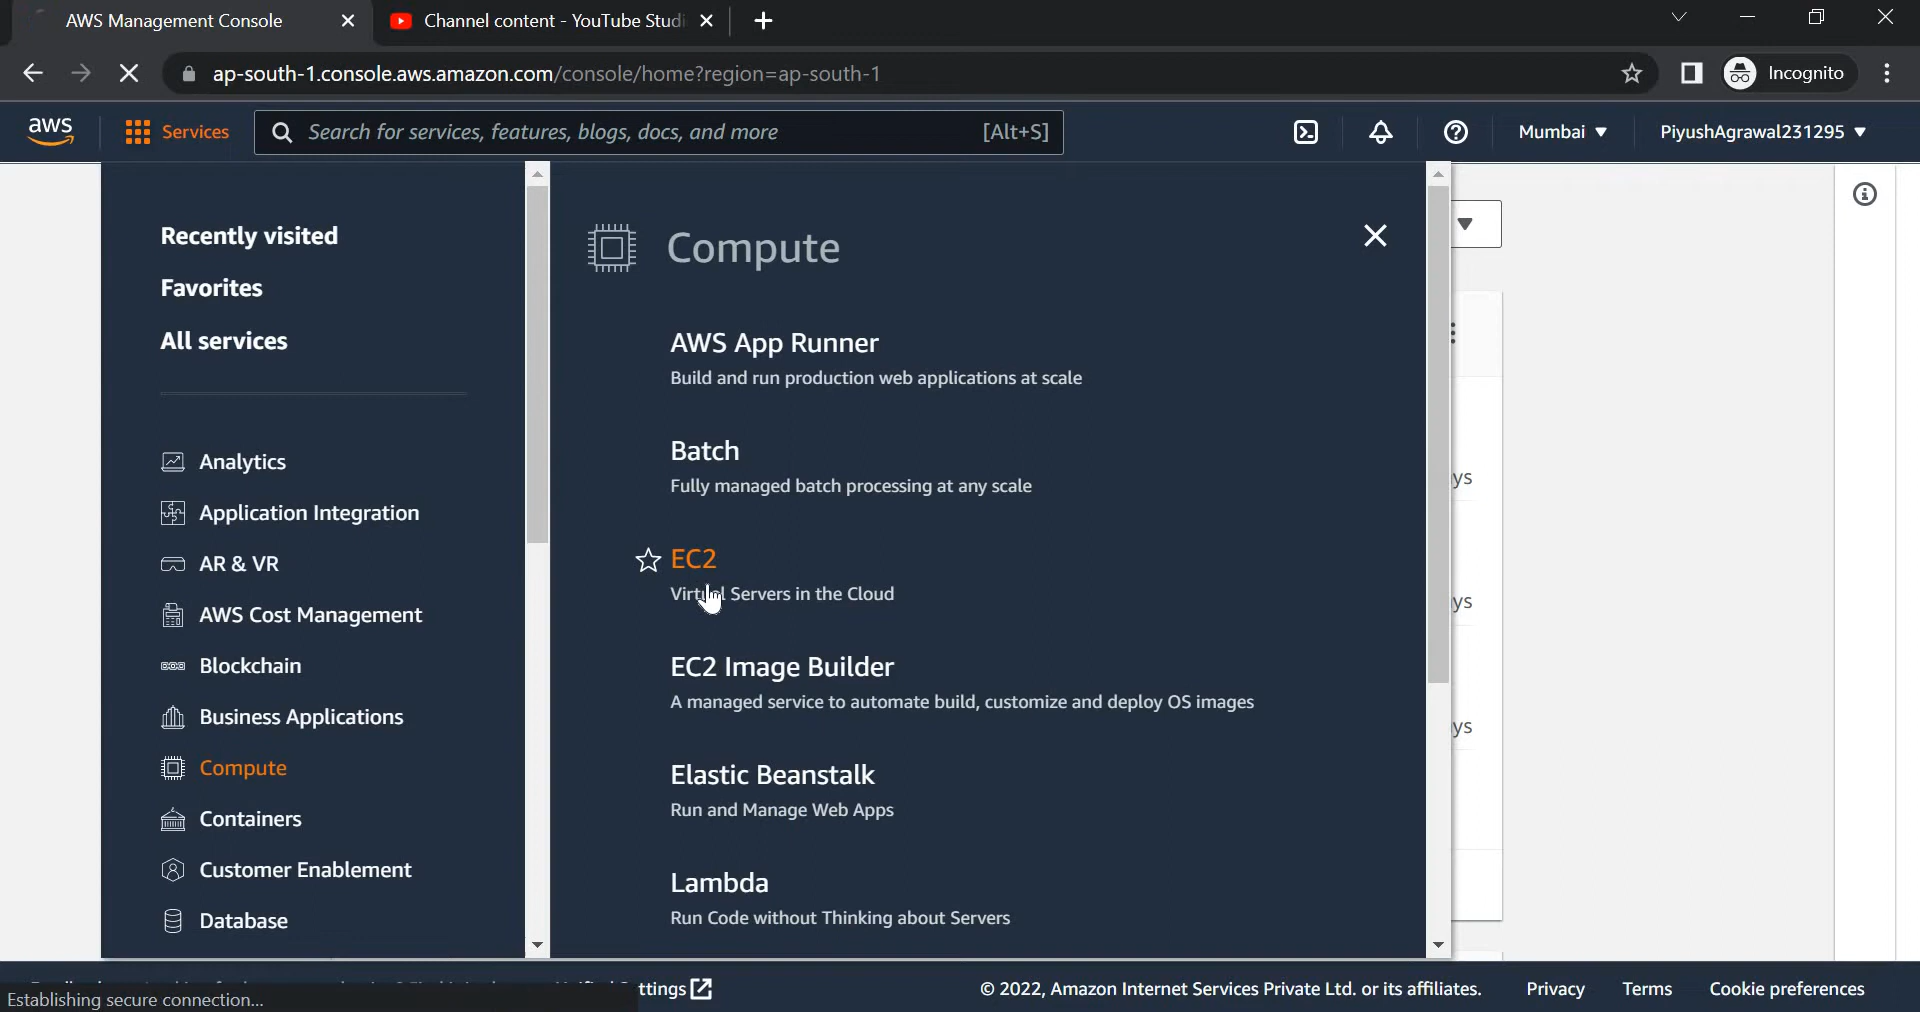 AWS Management Console
Channel content - YouTube Studi
ap-south-1.console.aws.amazon.com/console/home?region=ap-south-1
Incognito
aws
Services
Search for services, features, blogs, docs, and more
[Alt+S]
Mumbai
PiyushAgrawal231295
Recently visited
Favorites
All services
Analytics
Application Integration
AR & VR
AWS Cost Management
Blockchain
Business Applications
Compute
Containers
Customer Enablement
Database
Compute
AWS App Runner
Build and run production web applications at scale
Batch
Fully managed batch processing at any scale
EC2
Virtual Servers in the Cloud
EC2 Image Builder
A managed service to automate build, customize and deploy OS images
Elastic Beanstalk
Run and Manage Web Apps
Lambda
Run Code without Thinking about Servers
ys
ys
ys
Establishing secure connection...
ttings
© 2022, Amazon Internet Services Private Ltd. or its affiliates.
Privacy
Terms
Cookie preferences